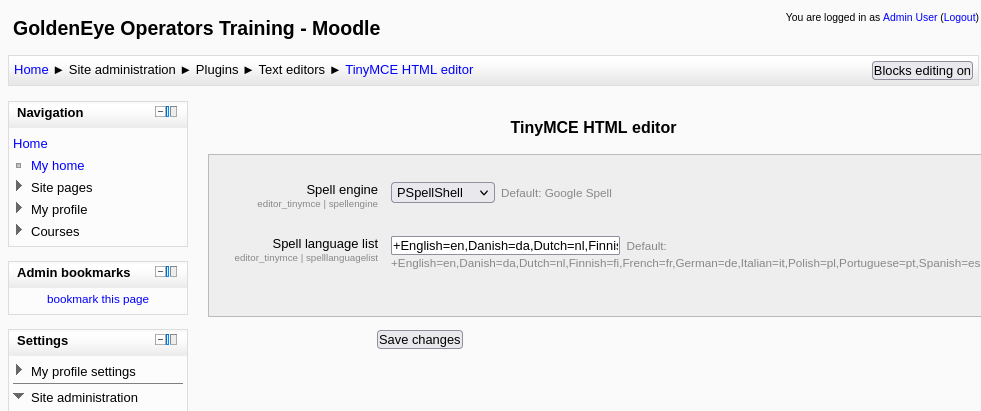 GoldenEye Operators Training - Moodle
You are logged in as Admin User (Logout)
Home ► Site administration ► Plugins ► Text editors ► TinyMCE HTML editor
Blocks editing on
Navigation
Home
My home
Site pages
My profile
Courses
Admin bookmarks
bookmark this page
Settings
My profile settings
Site administration
TinyMCE HTML editor
Spell engine
editor_tinymce | spellengine
PSpellShell
Default: Google Spell
Spell language list
editor_tinymce | spelllanguagelist
+English=en,Danish=da,Dutch=nl,Finnis
Default:
+English=en,Danish=da,Dutch=nl,Finnish=fi,French=fr,German=de,Italian=it,Polish=pl,Portuguese=pt,Spanish=es
Save changes